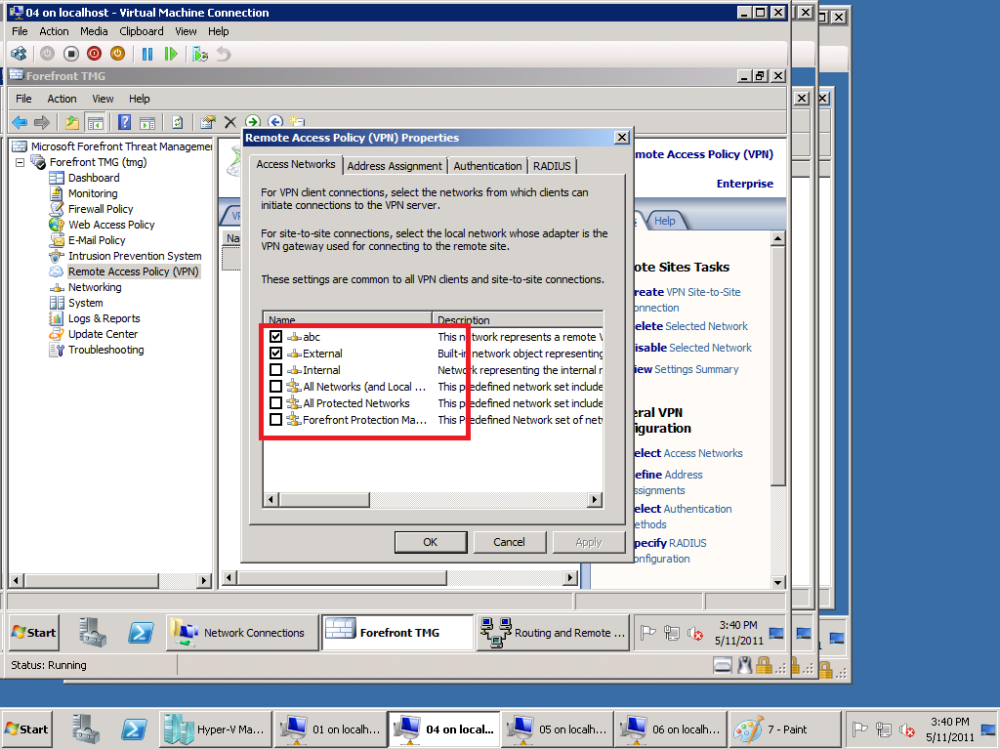 04 on localhost - Virtual Machine Connection
File Action Media Clipboard View Help
Forefront TMG
File Action View Help
Microsoft Forefront Threat Manageme
Forefront TMG (tmg)
Dashboard
Monitoring
Firewall Policy
Web Access Policy
E-Mail Policy
Intrusion Prevention System
Remote Access Policy (VPN)
Networking
System
Logs & Reports
Update Center
Troubleshooting
Na
Remote Access Policy (VPN) Properties
Access Networks Address Assignment Authentication RADIUS
For VPN client connections, select the networks from which clients can
initiate connections to the VPN server.
For site-to-site connections, select the local network whose adapter is the
VPN gateway used for connecting to the remote site.
These settings are common to all VPN clients and site-to-site connections.
Name Description
abc This network represents a remote V
External Built-in network object representing
Internal Network representing the internal n
All Networks (and Local ... This predefined network set include
All Protected Networks This predefined network set include
Forefront Protection Ma... This Predefined Network set of netw
OK Cancel Apply
mote Access Policy (VPN)
Enterprise
Help
ote Sites Tasks
reate VPN Site-to-Site
onnection
elete Selected Network
isable Selected Network
iew Settings Summary
eral VPN
iguration
elect Access Networks
efine Address
ssignments
elect Authentication
ethods
pecify RADIUS
onfiguration
Start Network Connections Forefront TMG Routing and Remote ... 3:40 PM
5/11/2011
Status: Running
Start Hyper-V Ma... 01 on localh... 04 on local... 05 on localh... 06 on localh... 7 - Paint 3:40 PM
5/11/2011